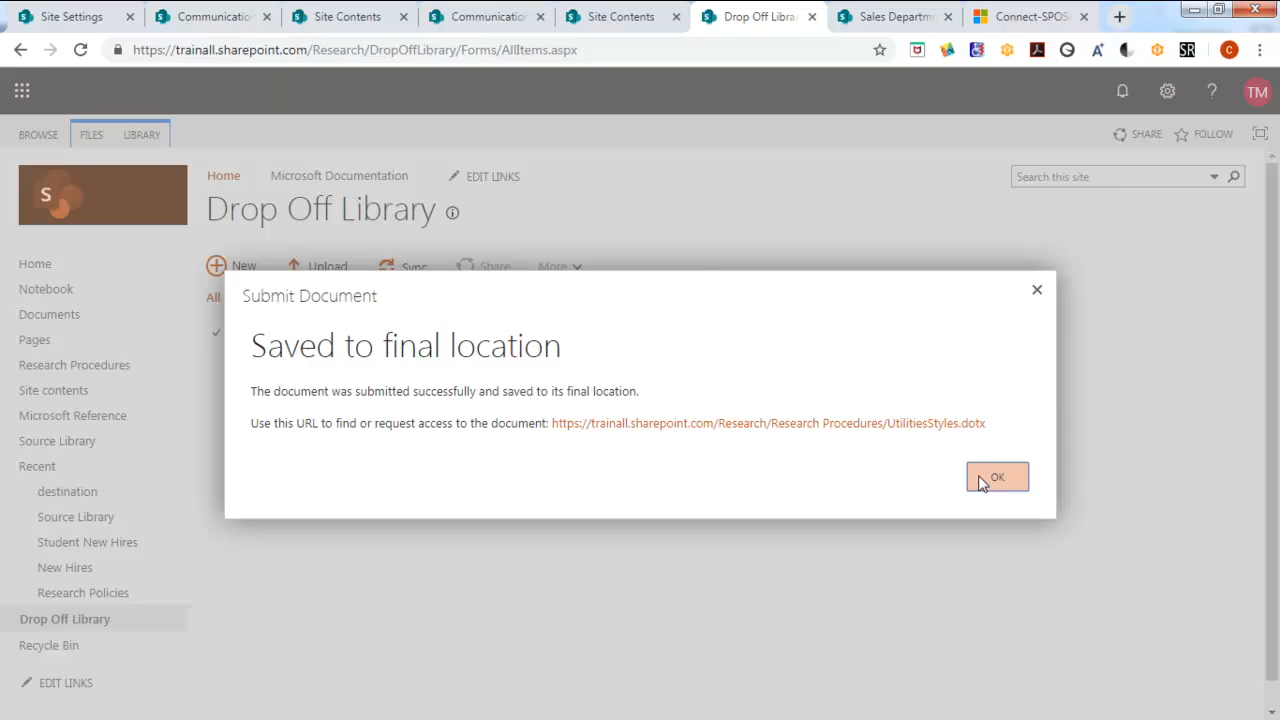 Site Settings
Communicatio
Site Contents
Communication
Site Contents
Drop Off Libra
Sales Departm
Connect-SPOS
https://trainall.sharepoint.com/Research/DropOffLibrary/Forms/AllItems.aspx
SR
C
TM
BROWSE
FILES
LIBRARY
SHARE
FOLLOW
S
Home
Microsoft Documentation
EDIT LINKS
Search this site
Drop Off Library
New
Upload
Sync
Share
More
All
Submit Document
Saved to final location
The document was submitted successfully and saved to its final location.
Use this URL to find or request access to the document: https://trainall.sharepoint.com/Research/Research Procedures/UtilitiesStyles.dotx
OK
Home
Notebook
Documents
Pages
Research Procedures
Site contents
Microsoft Reference
Source Library
Recent
destination
Source Library
Student New Hires
New Hires
Research Policies
Drop Off Library
Recycle Bin
EDIT LINKS